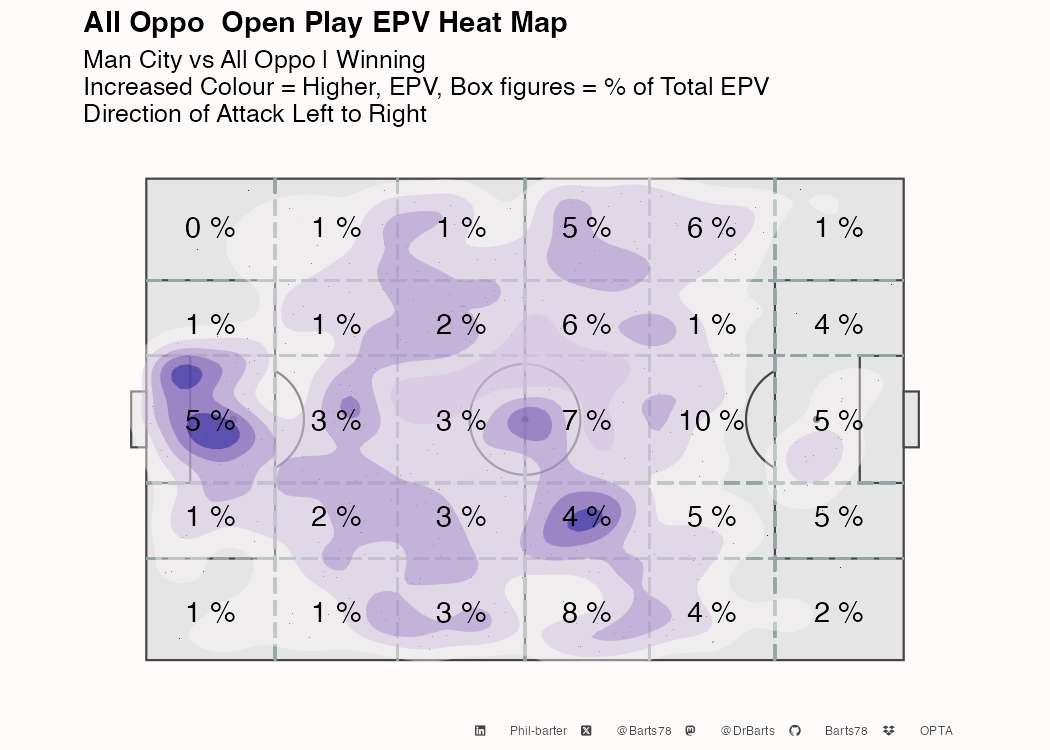 All Oppo  Open Play EPV Heat Map
Man City vs All Oppo | Winning
Increased Colour = Higher, EPV, Box figures = % of Total EPV
Direction of Attack Left to Right
0 % 1 % 1 % 5 % 6 % 1 %
1 % 1 % 2 % 6 % 1 % 4 %
5 % 3 % 3 % 7 % 10 % 5 %
1 % 2 % 3 % 4 % 5 % 5 %
1 % 1 % 3 % 8 % 4 % 2 %
Phil-barter @Barts78 @DrBarts Barts78 OPTA